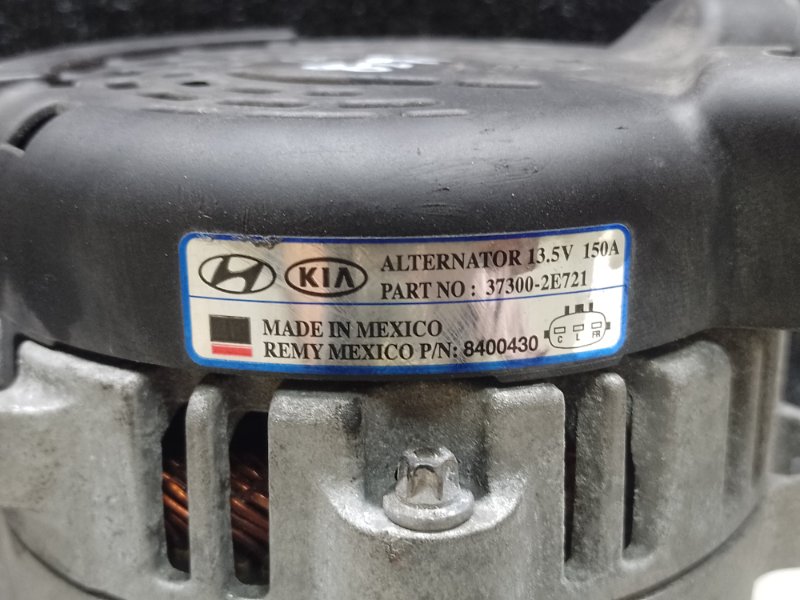 KIA
ALTERNATOR 13.5V 150A
PART NO : 37300-2E721
MADE IN MEXICO
REMY MEXICO P/N: 8400430
C L FR